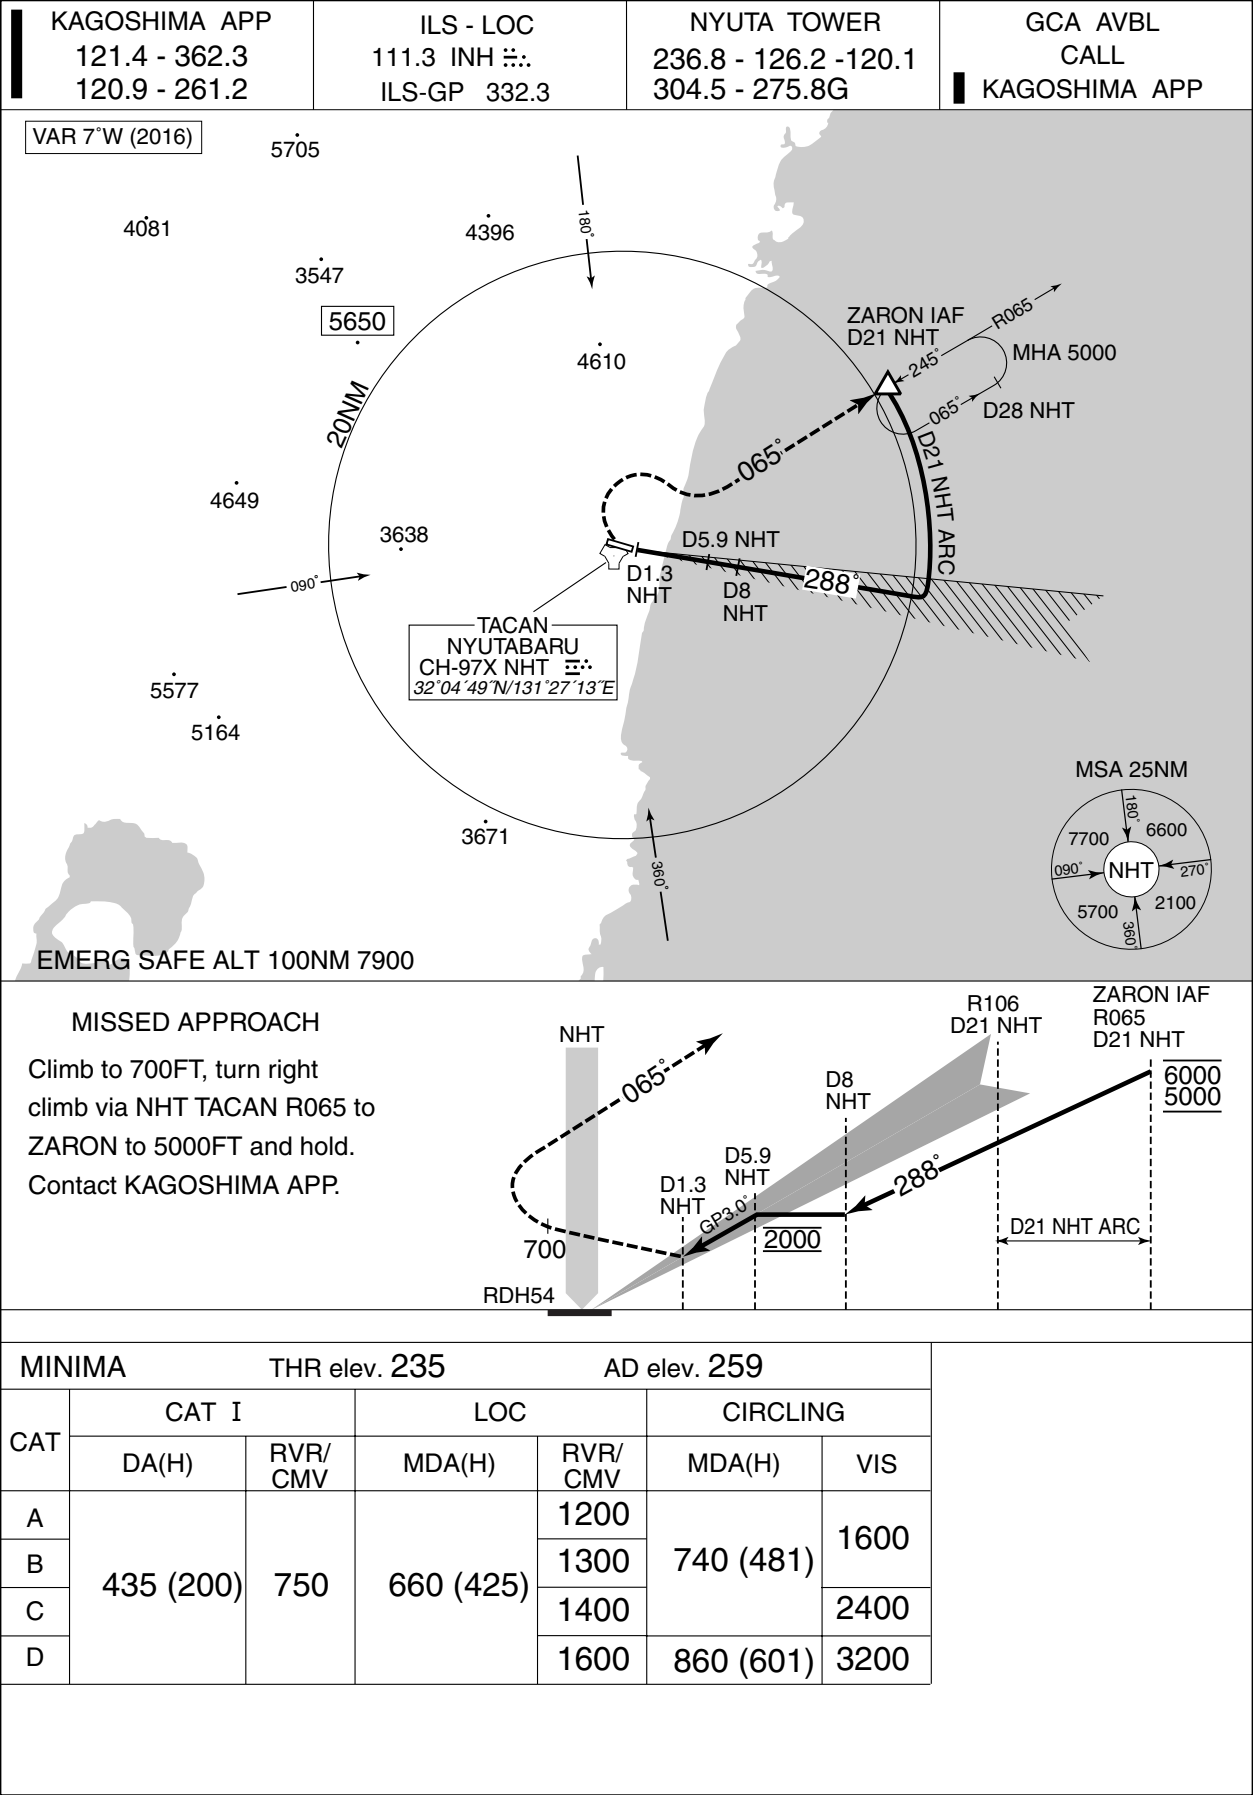 KAGOSHIMA APP
121.4 - 362.3
120.9 - 261.2
ILS - LOC
111.3 INH
ILS-GP 332.3
NYUTA TOWER
236.8 - 126.2 -120.1
304.5 - 275.8G
GCA AVBL
CALL
KAGOSHIMA APP
VAR 7°W (2016)
5705
4081
4396
180°
3547
5650
4610
20NM
ZARON IAF
D21 NHT
R065
245°
MHA 5000
065°
D28 NHT
065°
D21 NHT ARC
4649
3638
090°
D5.9 NHT
D1.3
NHT
D8
NHT
288°
TACAN
NYUTABARU
CH-97X NHT
32°04´49˝N/131°27´13˝E
5577
5164
3671
360°
MSA 25NM
180°
7700
6600
090°
NHT
270°
5700
2100
360°
EMERG SAFE ALT 100NM 7900
MISSED APPROACH
Climb to 700FT, turn right
climb via NHT TACAN R065 to
ZARON to 5000FT and hold.
Contact KAGOSHIMA APP.
NHT
065°
700
RDH54
D1.3
NHT
GP3.0°
D5.9
NHT
2000
D8
NHT
288°
R106
D21 NHT
ZARON IAF
R065
D21 NHT
6000
5000
D21 NHT ARC
MINIMA THR elev. 235 AD elev. 259
CAT
CAT I
LOC
CIRCLING
DA(H)
RVR/
CMV
MDA(H)
RVR/
CMV
MDA(H)
VIS
A
B
C
D
435 (200)
750
660 (425)
1200
1300
1400
1600
740 (481)
860 (601)
1600
2400
3200